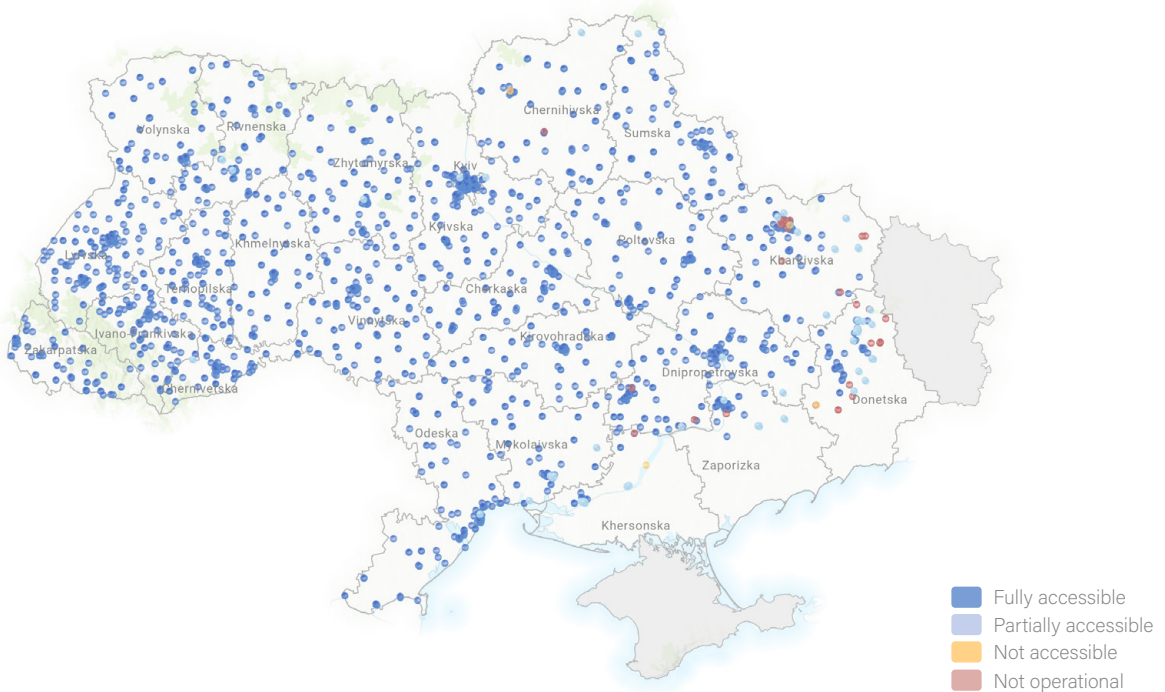 Chernihivska
Volynska
Rivnenska
Sumska
Zhytomyrska
Kyiv
Kyivska
Poltavska
Khmelnytska
Lvivska
Kharkivska
Ternopilska
Cherkaska
Vinnytska
Ivano-Frankivska
Kirovohradska
Zakarpatska
Dnipropetrovska
Chernivetska
Donetska
Odeska
Mykolaivska
Zaporizka
Khersonska
Fully accessible
Partially accessible
Not accessible
Not operational